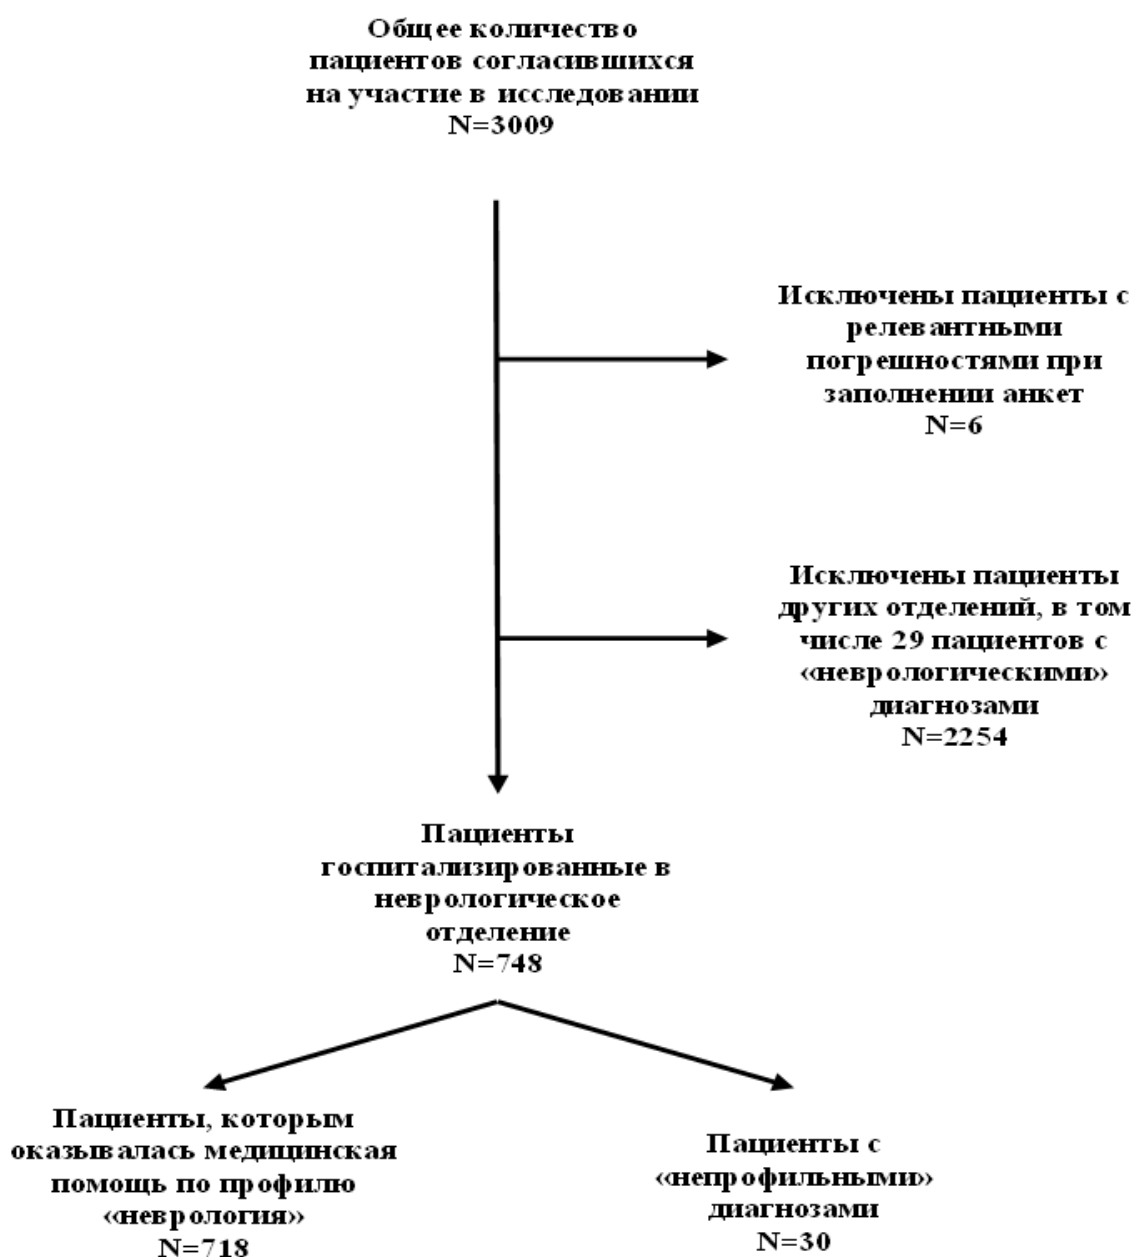 Общее количество
пациентов согласившихся
на участие в исследовании
N=3009
Исключены пациенты с
релевантными
погрешностями при
заполнении анкет
N=6
Исключены пациенты
других отделений, в том
числе 29 пациентов с
«неврологическими»
диагнозами
N=2254
Пациенты
госпитализированные в
неврологическое
отделение
N=748
Пациенты, которым
оказывалась медицинская
помощь по профилю
«неврология»
N=718
Пациенты с
«непрофильными»
диагнозами
N=30